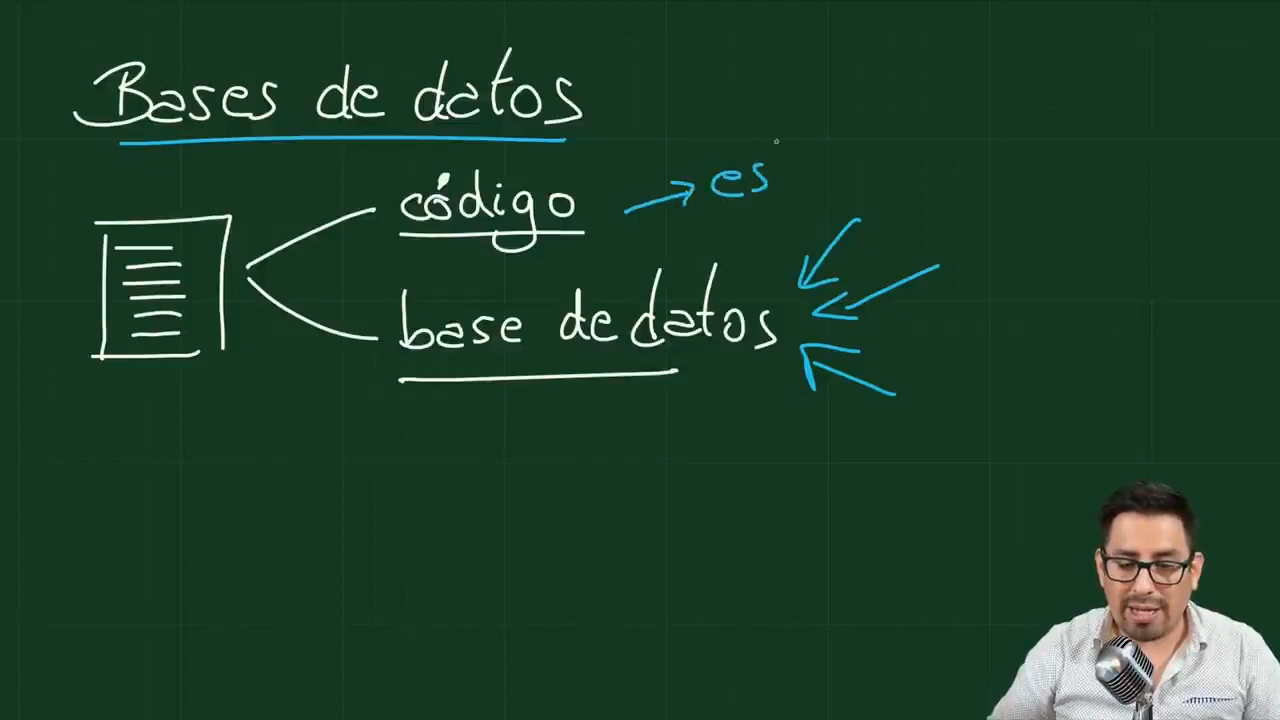 Bases de datos
código → es
base de datos